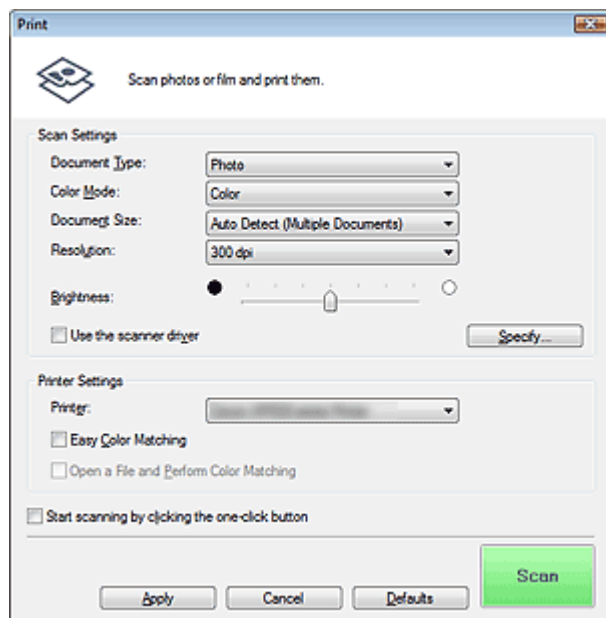 Print
Scan photos or film and print them.
Scan Settings
Document Type: Photo
Color Mode: Color
Document Size: Auto Detect (Multiple Documents)
Resolution: 300 dpi
Brightness:
Use the scanner driver Specify...
Printer Settings
Printer:
Easy Color Matching
Open a File and Perform Color Matching
Start scanning by clicking the one-click button
Scan
Apply Cancel Defaults